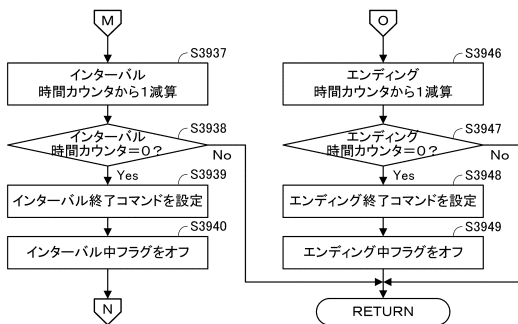 M
S3937
インターバル
時間カウンタから1減算
S3938
インターバル
時間カウンタ=0?
No
Yes
S3939
インターバル終了コマンドを設定
S3940
インターバル中フラグをオフ
N
O
S3946
エンディング
時間カウンタから1減算
S3947
エンディング
時間カウンタ=0?
No
Yes
S3948
エンディング終了コマンドを設定
S3949
エンディング中フラグをオフ
RETURN